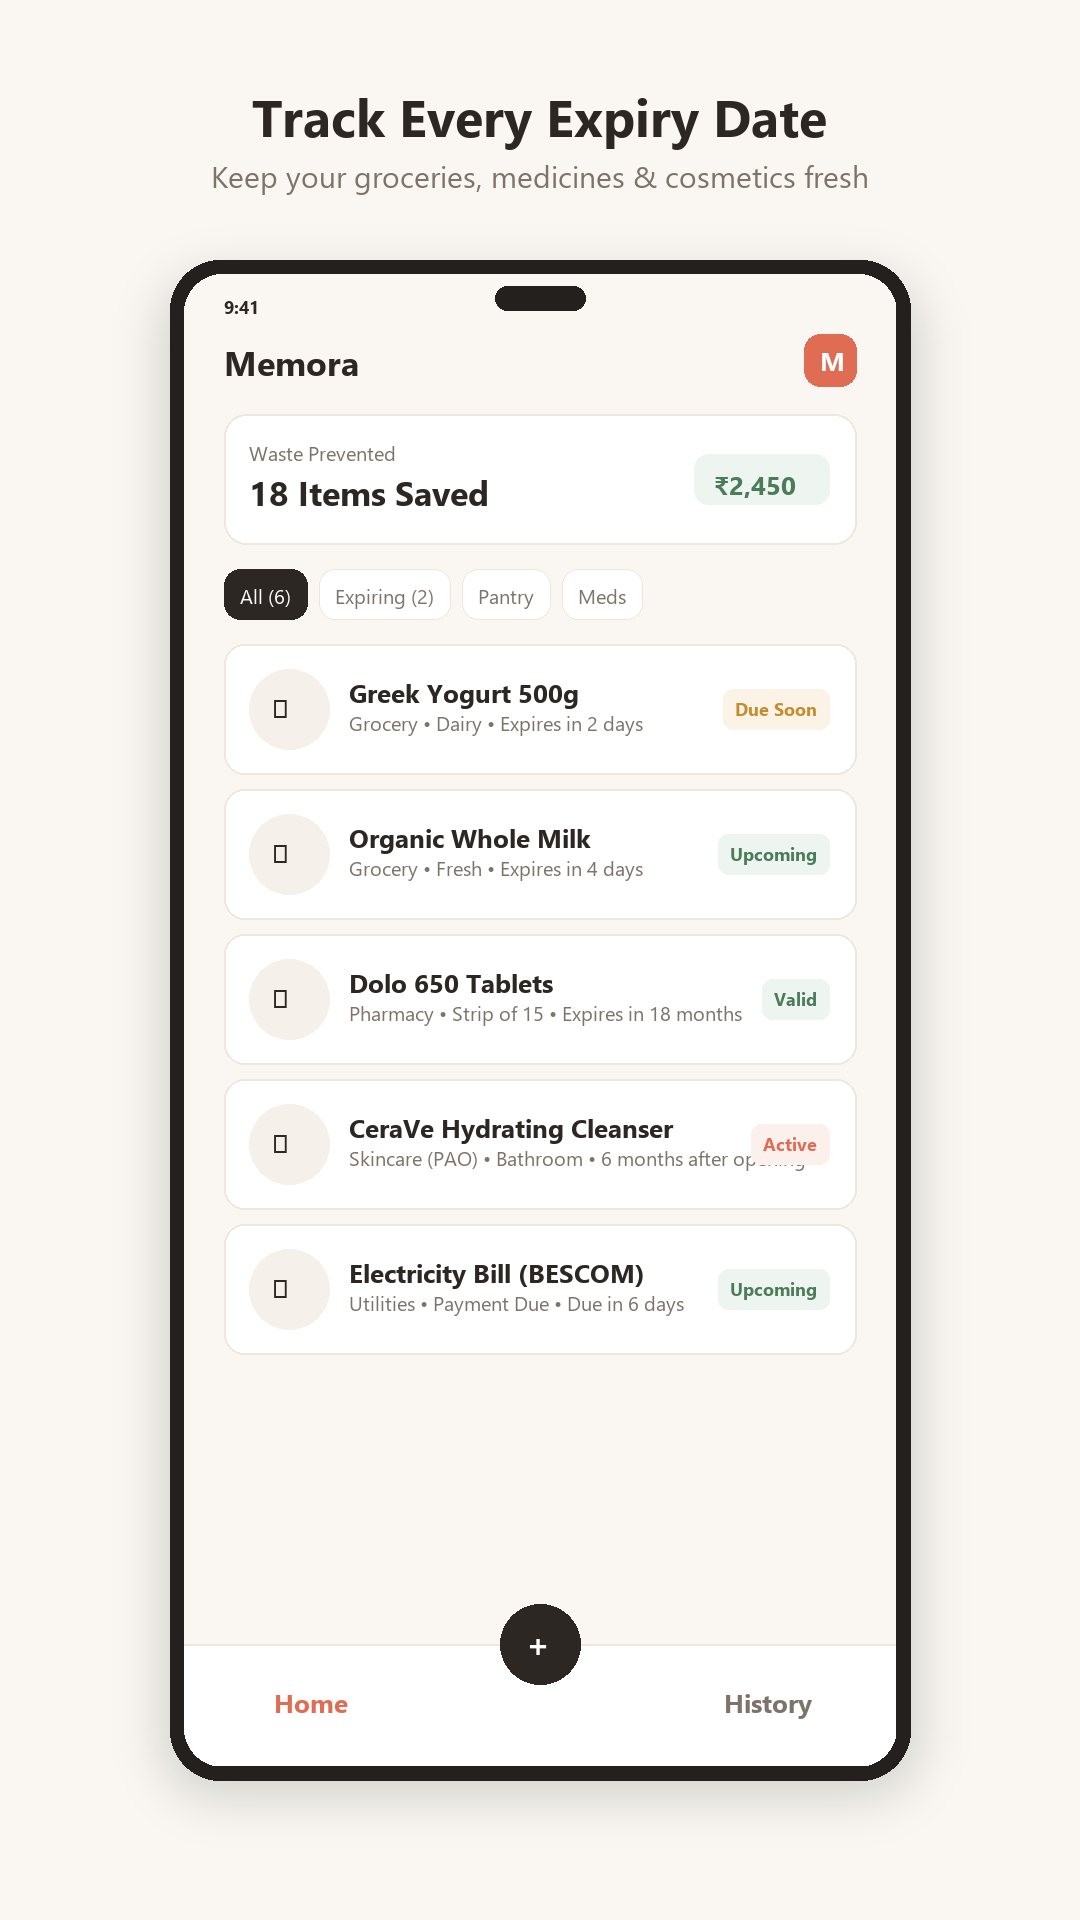 Track Every Expiry Date
Keep your groceries, medicines & cosmetics fresh
9:41
Memora
M
Waste Prevented
18 Items Saved
₹2,450
All (6)
Expiring (2)
Pantry
Meds
Greek Yogurt 500g
Grocery • Dairy • Expires in 2 days
Due Soon
Organic Whole Milk
Grocery • Fresh • Expires in 4 days
Upcoming
Dolo 650 Tablets
Pharmacy • Strip of 15 • Expires in 18 months
Valid
CeraVe Hydrating Cleanser
Skincare (PAO) • Bathroom • 6 months after opening
Active
Electricity Bill (BESCOM)
Utilities • Payment Due • Due in 6 days
Upcoming
+
Home
History